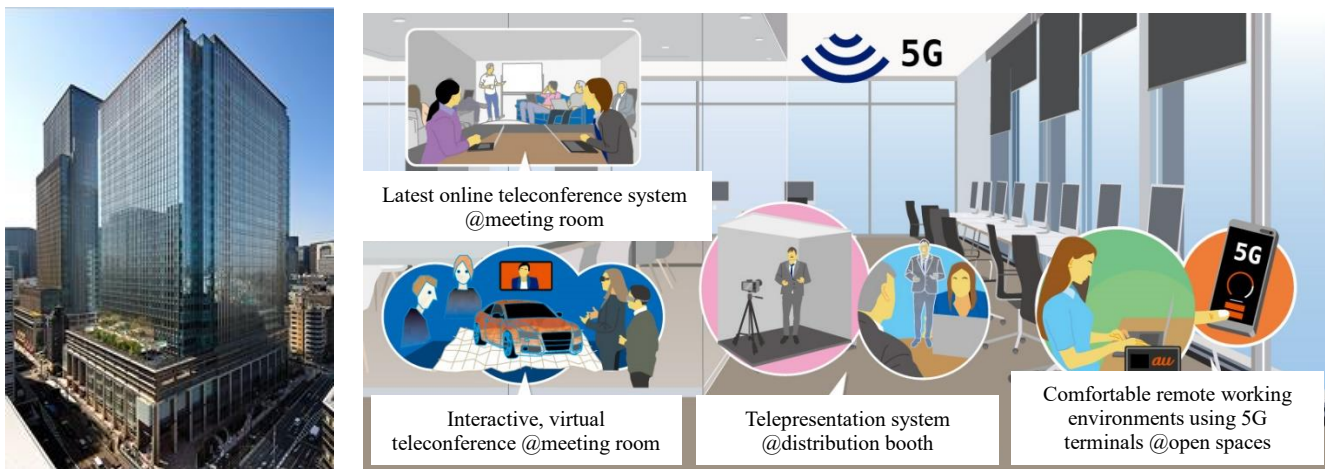 5G
Latest online teleconference system
@meeting room
5G
au
Interactive, virtual
teleconference @meeting room
Telepresentation system
@distribution booth
Comfortable remote working
environments using 5G
terminals @open spaces